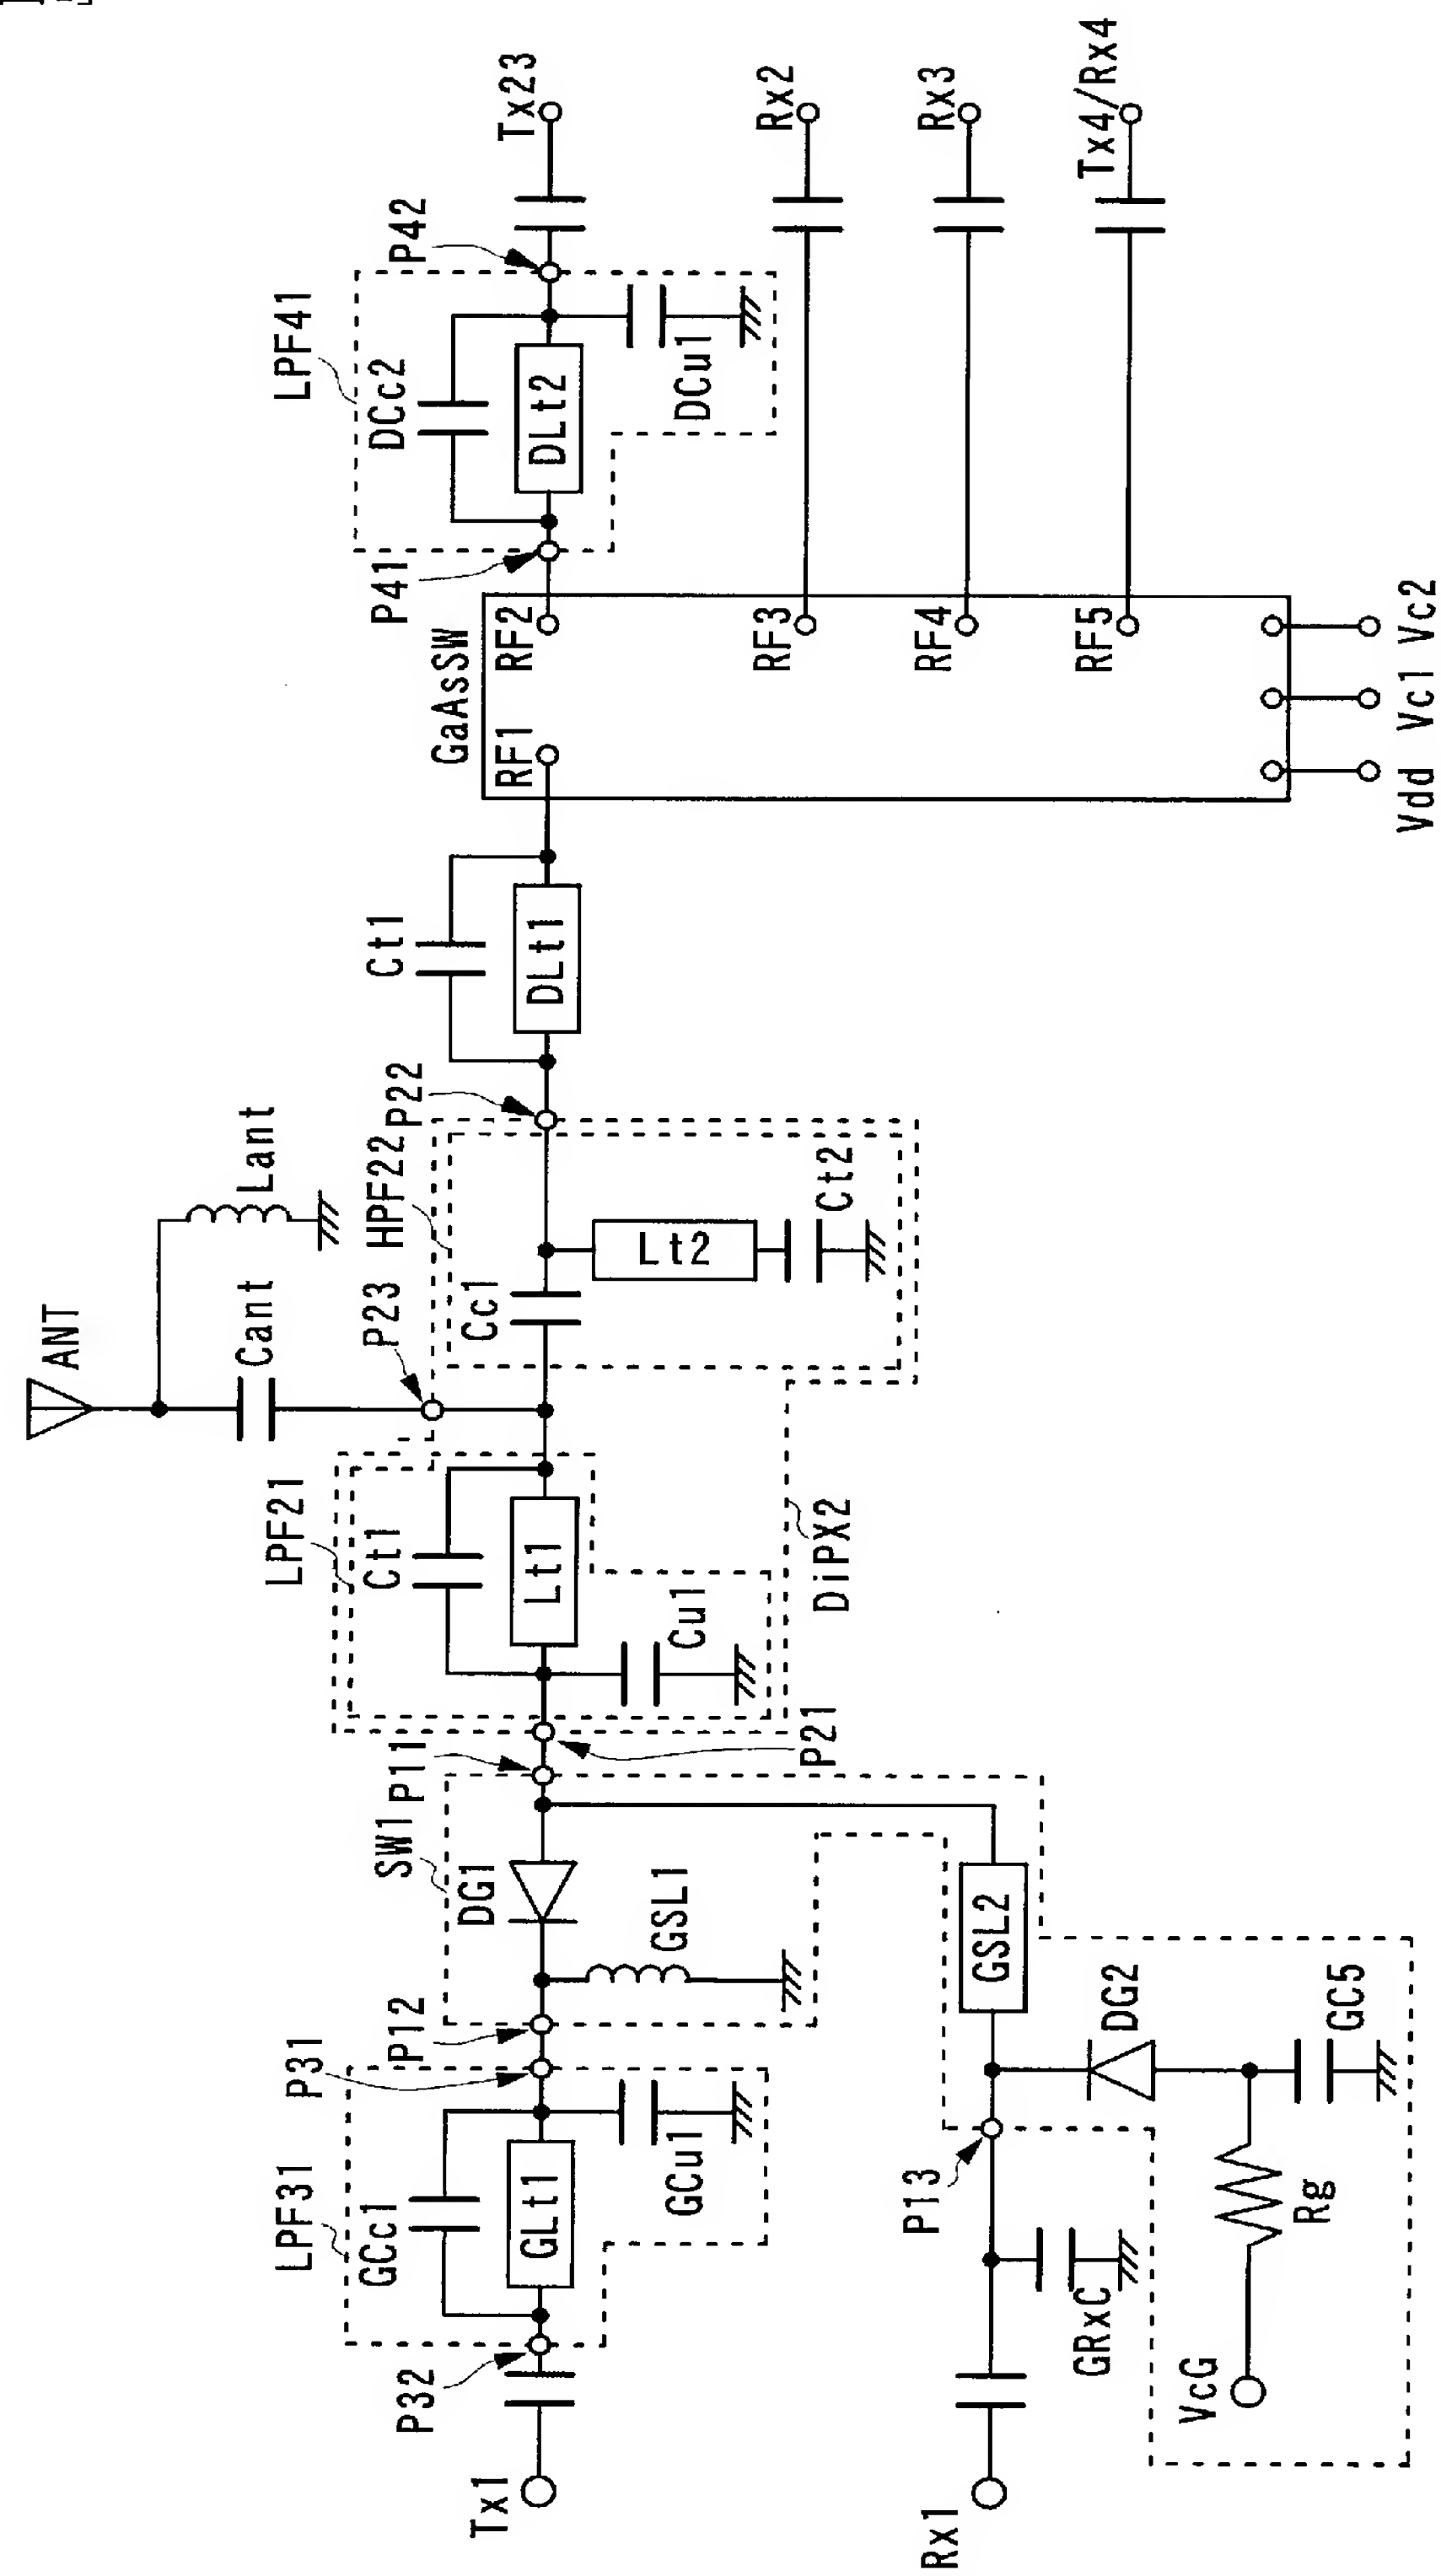 ANT
Lant
Cant
P23
HPF22
P22
Cc1
Lt2
Ct2
LPF21
Ct1
Lt1
Cu1
DiPX2
P21
P11
SW1
DG1
GSL1
P12
P31
LPF31
GCc1
GLt1
GCu1
P32
Tx1
GSL2
DG2
GC5
P13
Rg
GRxC
VcG
Rx1
Ct1
DLt1
GaAsSW
RF1
RF2
RF3
RF4
RF5
Vdd
Vc1
Vc2
P41
LPF41
DCc2
DLt2
DCu1
P42
Tx23
Rx2
Rx3
Tx4/Rx4